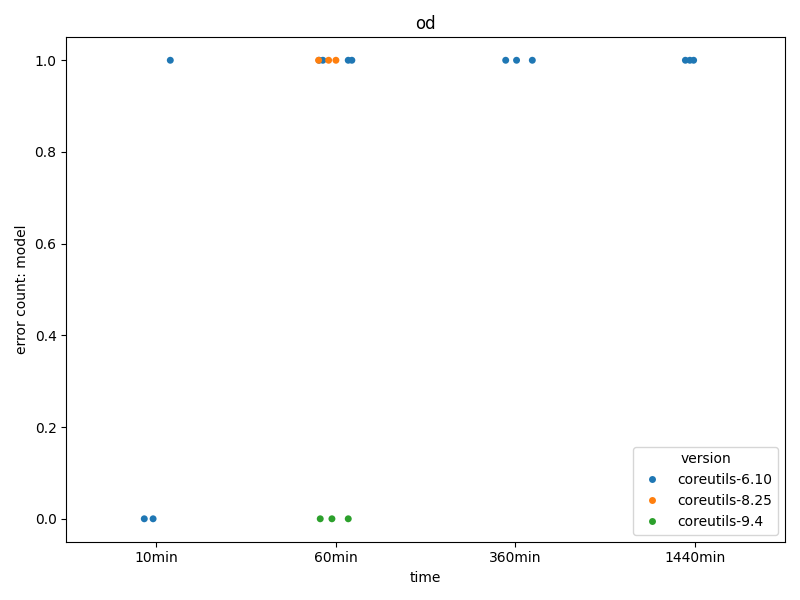 od
error count: model
1.0
0.8
0.6
0.4
0.2
0.0
10min
60min
360min
1440min
time
version
coreutils-6.10
coreutils-8.25
coreutils-9.4